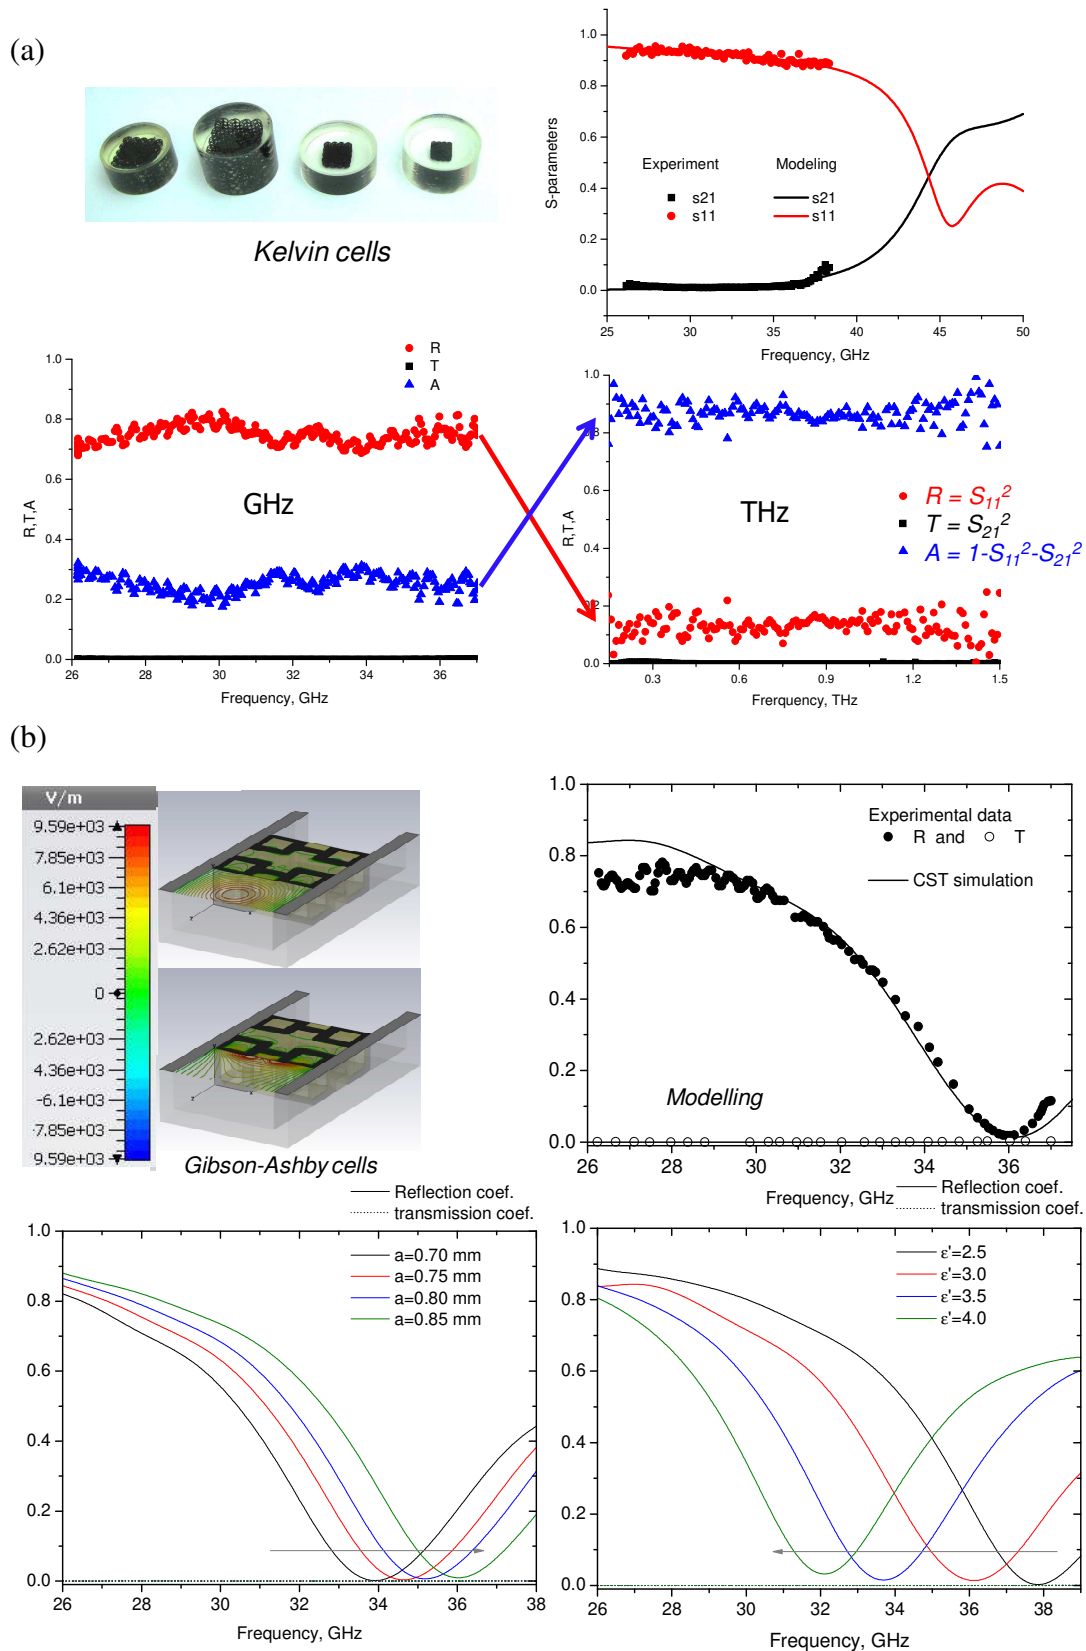 (a)
Kelvin cells
1.0
0.8
0.6
0.4
0.2
0.0
S-parameters
Experiment Modeling
s21 s21
s11 s11
25 30 35 40 45 50
Frequency, GHz
R
T
A
1.0
0.8
0.6
0.4
0.2
0.0
R,T,A
GHz
26 28 30 32 34 36
Frequency, GHz
1.0
0.8
0.6
0.4
0.2
0.0
R,T,A
THz
R = S11²
T = S21²
A = 1-S11²-S21²
0.3 0.6 0.9 1.2 1.5
Frerquency, THz
(b)
V/m
9.59e+03
7.85e+03
6.1e+03
4.36e+03
2.62e+03
0
2.62e+03
4.36e+03
-6.1e+03
7.85e+03
9.59e+03
Gibson-Ashby cells
1.0
0.8
0.6
0.4
0.2
0.0
Experimental data
R and T
CST simulation
Modelling
26 28 30 32 34 36
Frequency, GHz
Reflection coef.
transmission coef.
1.0
0.8
0.6
0.4
0.2
0.0
a=0.70 mm
a=0.75 mm
a=0.80 mm
a=0.85 mm
26 28 30 32 34 36 38
Frequency, GHz
Reflection coef.
transmission coef.
1.0
0.8
0.6
0.4
0.2
0.0
ε'=2.5
ε'=3.0
ε'=3.5
ε'=4.0
26 28 30 32 34 36 38
Frequency, GHz